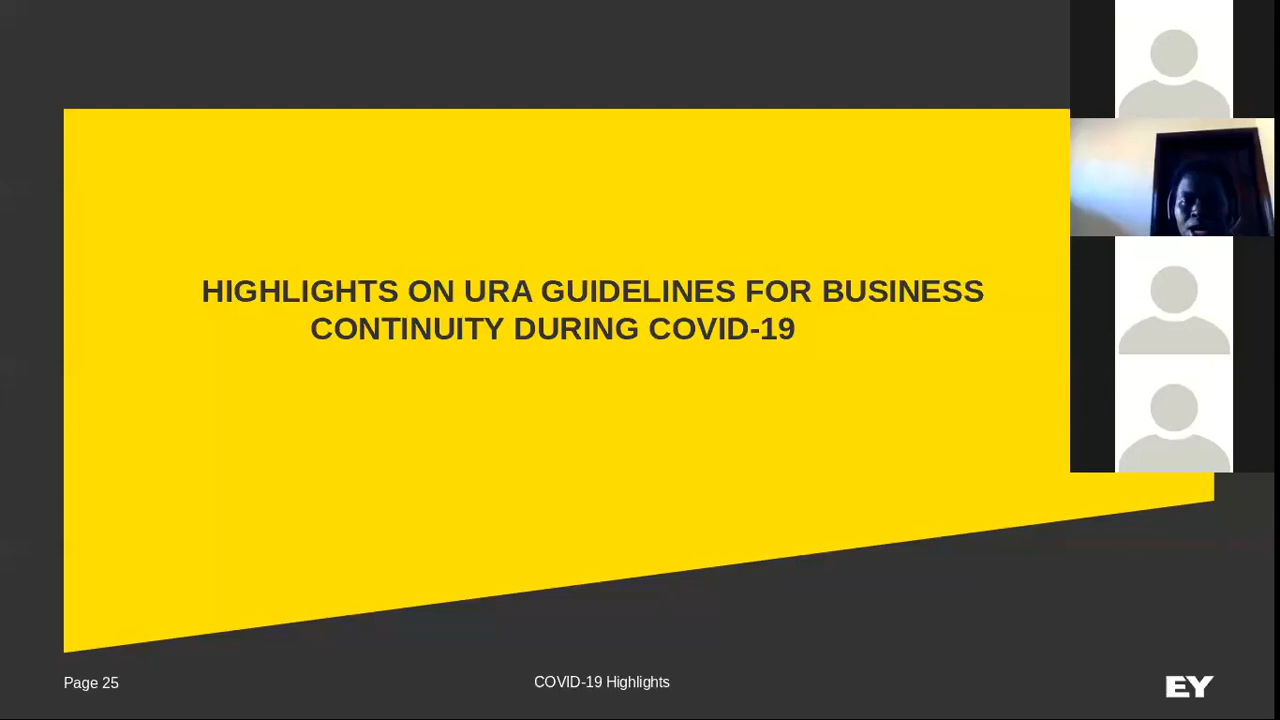 HIGHLIGHTS ON URA GUIDELINES FOR BUSINESS
CONTINUITY DURING COVID-19
Page 25
COVID-19 Highlights
EY